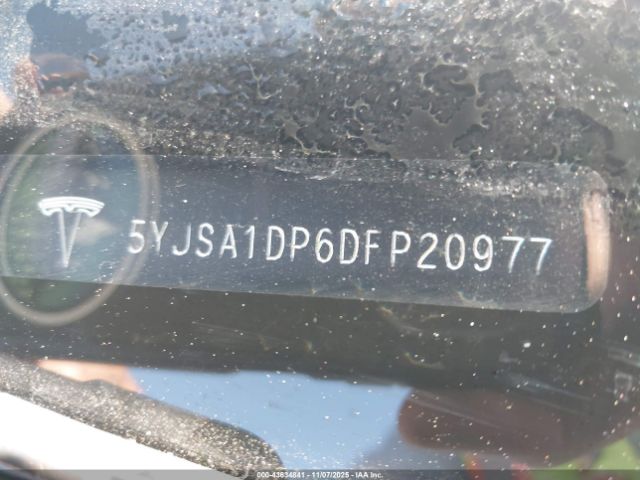 5YJSA1DP6DFP20977
000-43634841 - 11/07/2025 - IAA Inc.